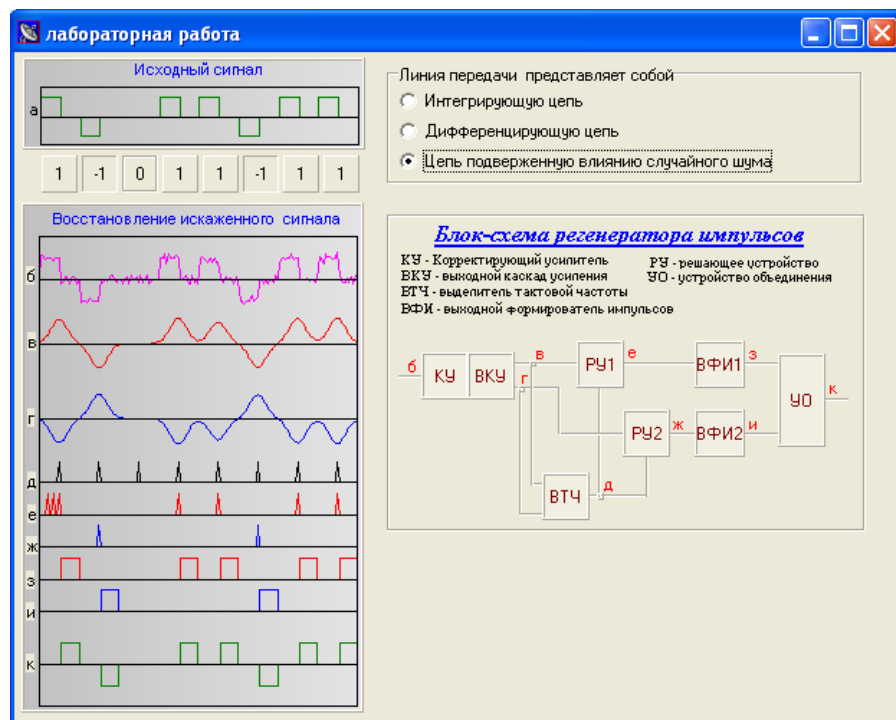 лабораторная работа
Исходный сигнал
а
1 -1 0 1 1 -1 1 1
Восстановление искаженного сигнала
б
в
г
д
е
ж
з
и
к
Линия передачи представляет собой
Интегрирующую цепь
Дифференцирующую цепь
Цепь подверженную влиянию случайного шума
Блок-схема регенератора импульсов
КУ - Корректирующий усилитель
ВКУ - выходной каскад усиления
ВТЧ - выделитель тактовой частоты
ВФИ - выходной формирователь импульсов
РУ - решающее устройство
УО - устройство объединения
б КУ ВКУ в г РУ1 е ВФИ1 з
УО к
РУ2 ж ВФИ2 и
ВТЧ д